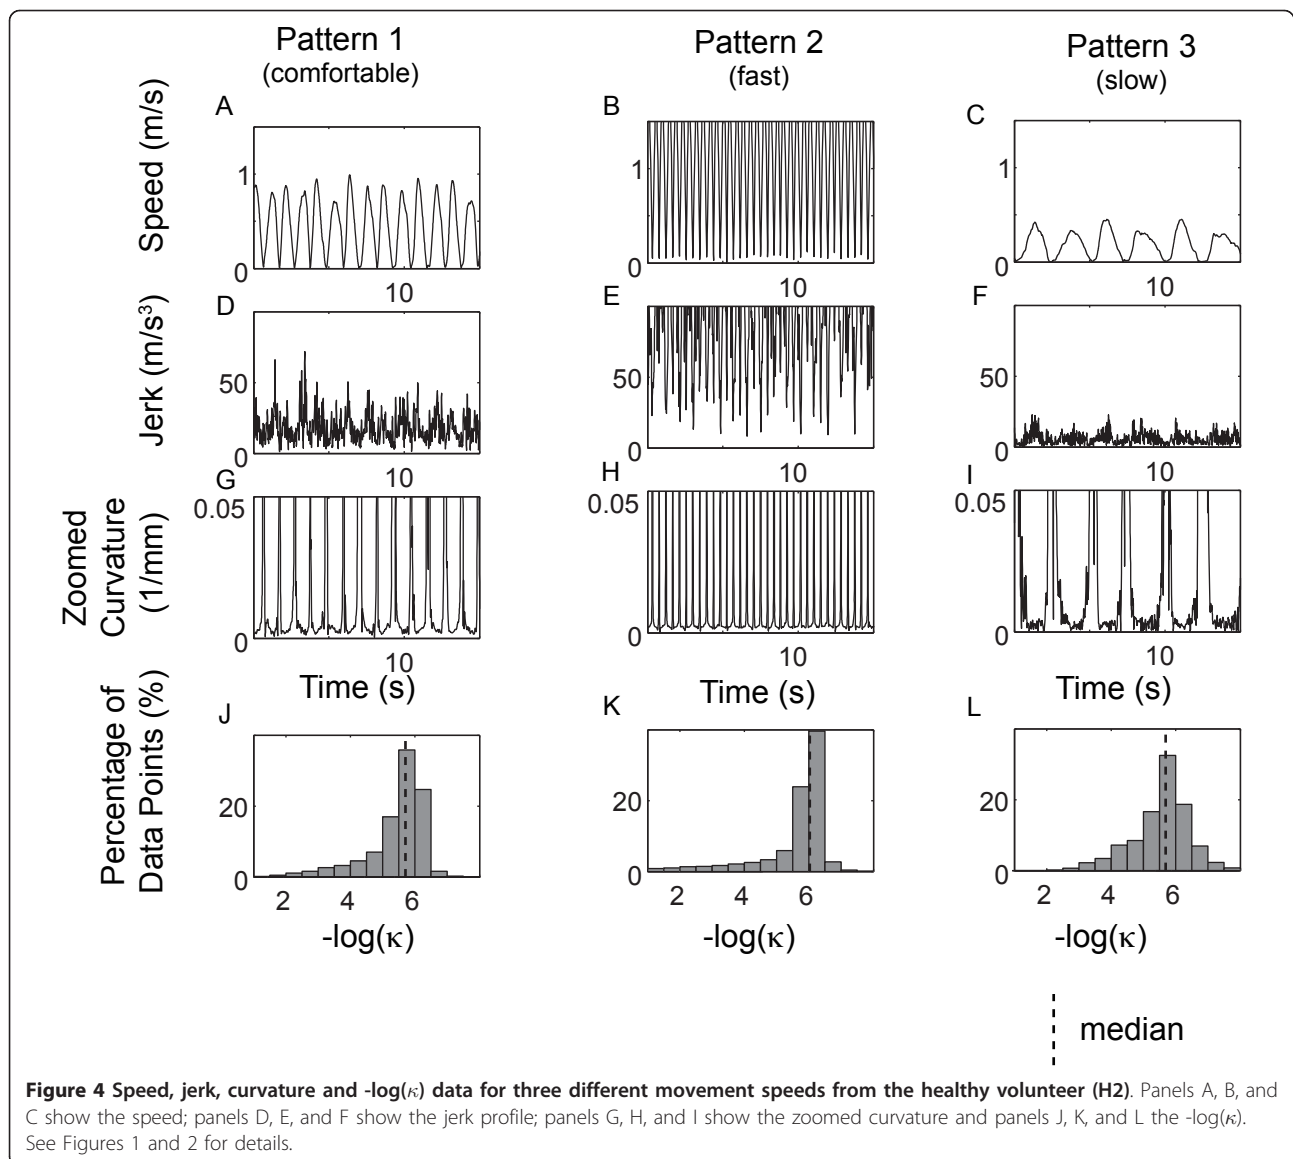 Pattern 1
(comfortable)
Pattern 2
(fast)
Pattern 3
(slow)
Speed (m/s)
A
1
0
10
B
1
0
10
C
1
0
10
Jerk (m/s³)
D
50
0
10
E
50
0
10
F
50
0
10
Zoomed
Curvature
(1/mm)
G
0.05
0
10
H
0.05
0
10
I
0.05
0
10
Time (s)
Time (s)
Time (s)
Percentage of
Data Points (%)
J
20
0
2 4 6
-log(κ)
K
20
0
2 4 6
-log(κ)
L
20
0
2 4 6
-log(κ)
median
Figure 4 Speed, jerk, curvature and -log(κ) data for three different movement speeds from the healthy volunteer (H2). Panels A, B, and
C show the speed; panels D, E, and F show the jerk profile; panels G, H, and I show the zoomed curvature and panels J, K, and L the -log(κ).
See Figures 1 and 2 for details.